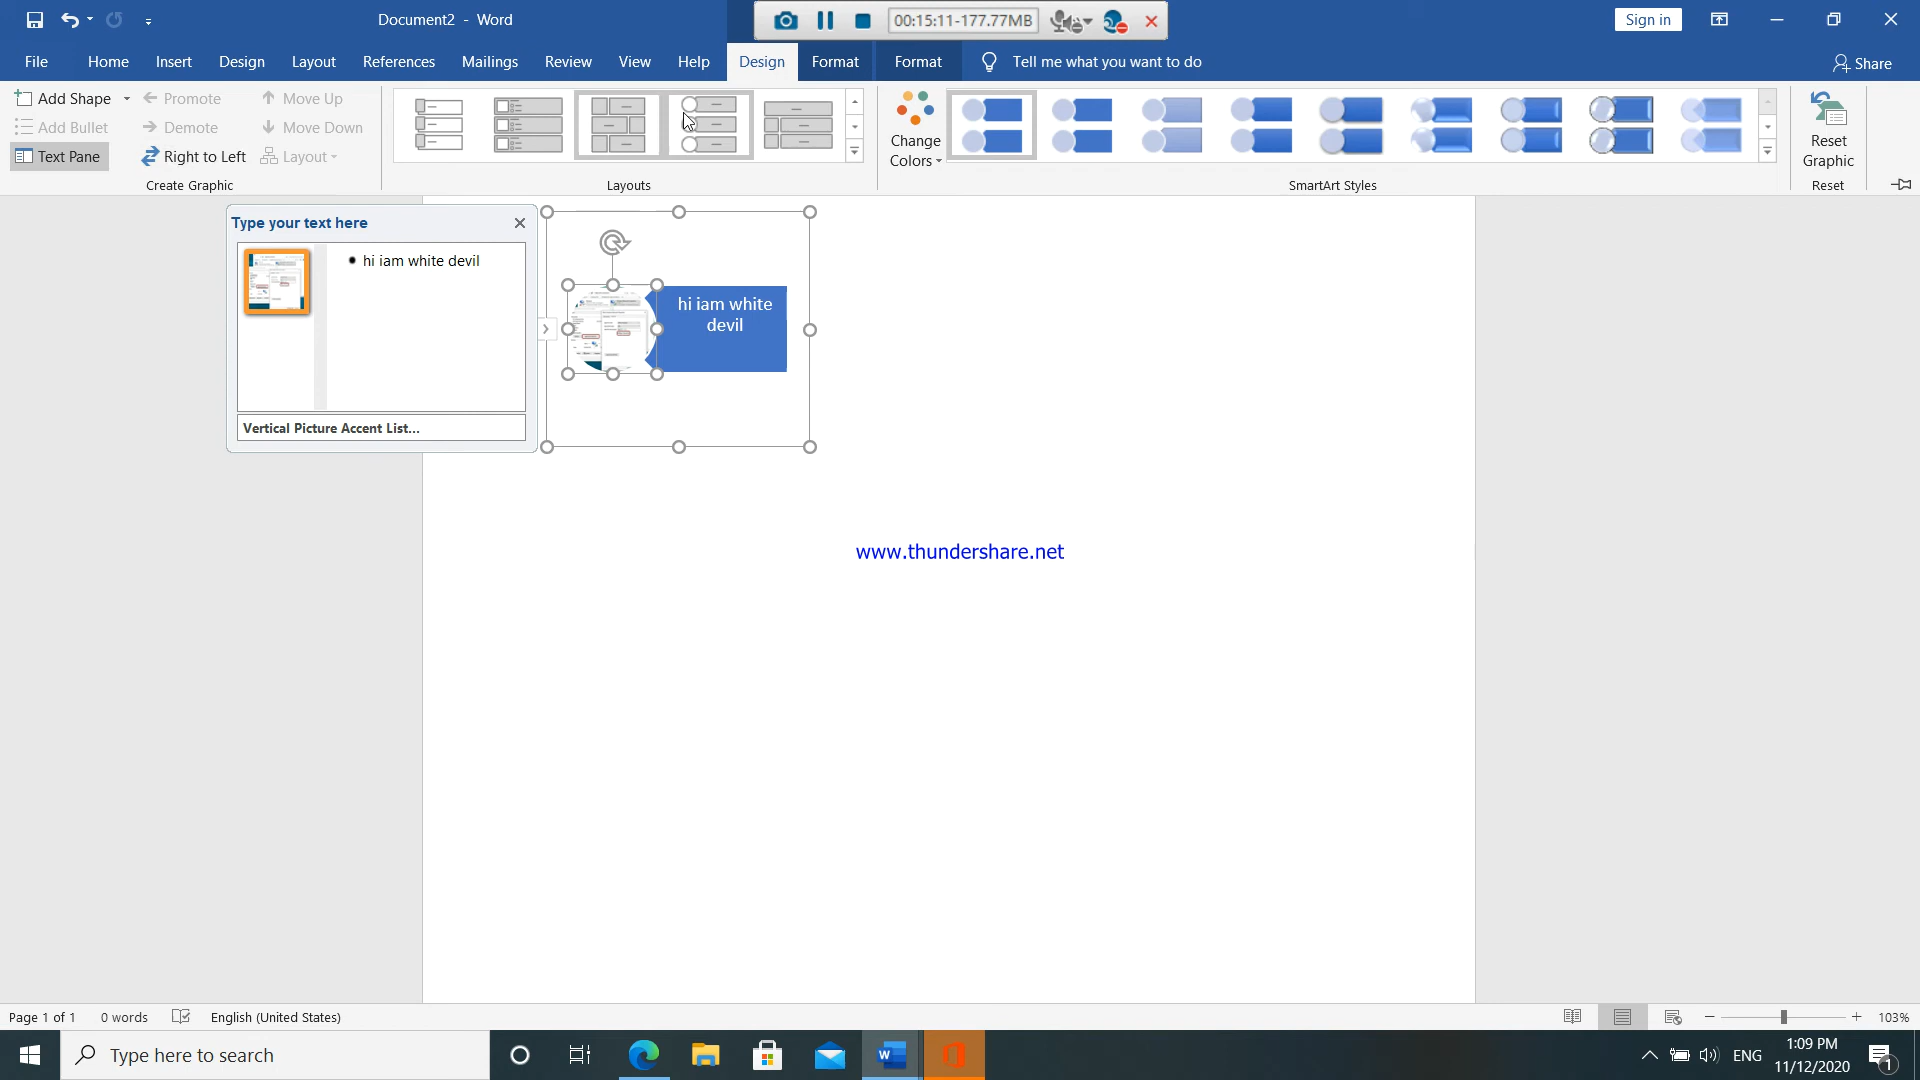 Document2 - Word
00:15:11-177.77MB
Sign in
File Home Insert Design Layout References Mailings Review View Help Design Format Format Tell me what you want to do Share
Add Shape Promote Move Up
Add Bullet Demote Move Down
Text Pane Right to Left Layout
Create Graphic
Layouts
Change
Colors
SmartArt Styles
Reset
Graphic
Reset
Type your text here
hi iam white devil
Vertical Picture Accent List...
hi iam white
devil
www.thundershare.net
Page 1 of 1 0 words English (United States) 103%
Type here to search
ENG
1:09 PM
11/12/2020
1